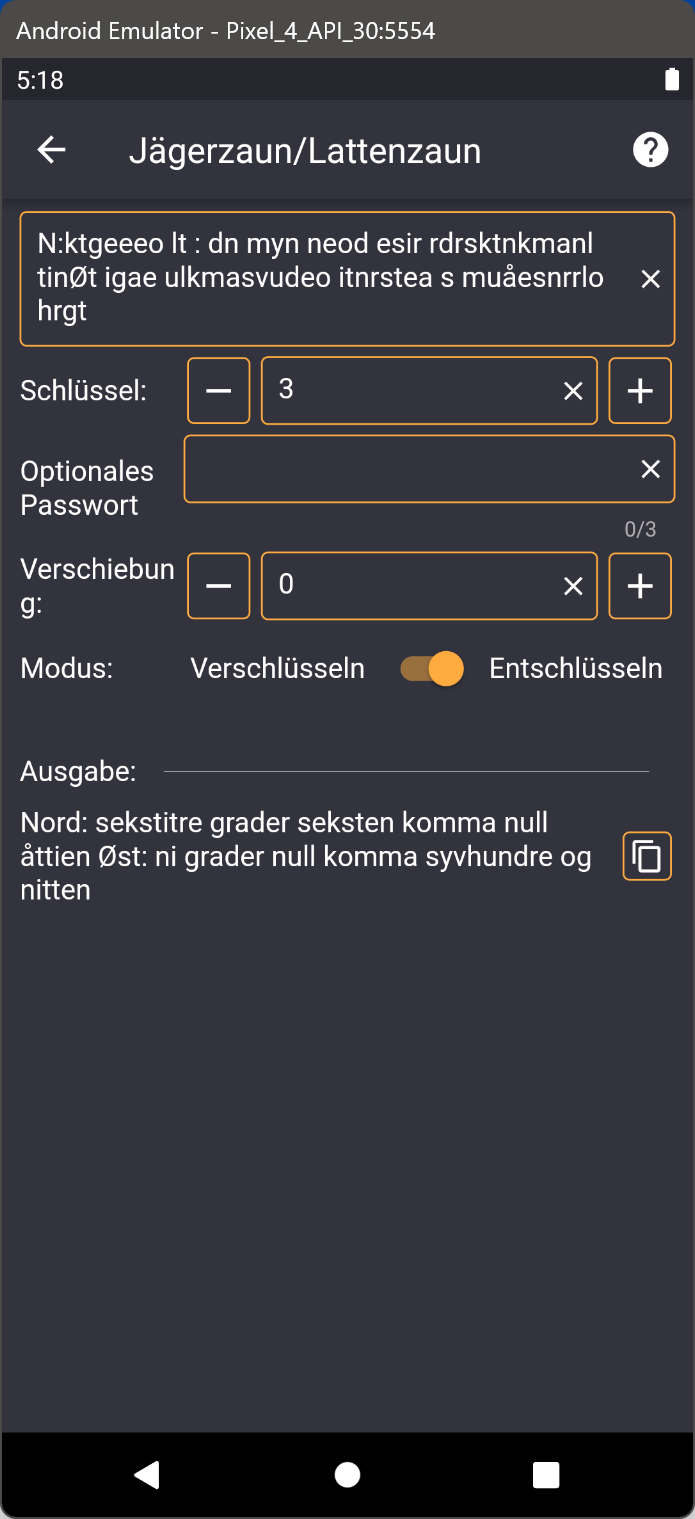 Android Emulator - Pixel_4_API_30:5554
5:18
Jägerzaun/Lattenzaun
N:ktgeeeo lt : dn myn neod esir rdrsktnkmanl
tinØt igae ulkmasvudeo itnrstea s muåesnrrlo
hrgt
Schlüssel:
3
Optionales
Passwort
0/3
Verschiebun
g:
0
Modus:
Verschlüsseln
Entschlüsseln
Ausgabe:
Nord: sekstitre grader seksten komma null
åttien Øst: ni grader null komma syvhundre og
nitten